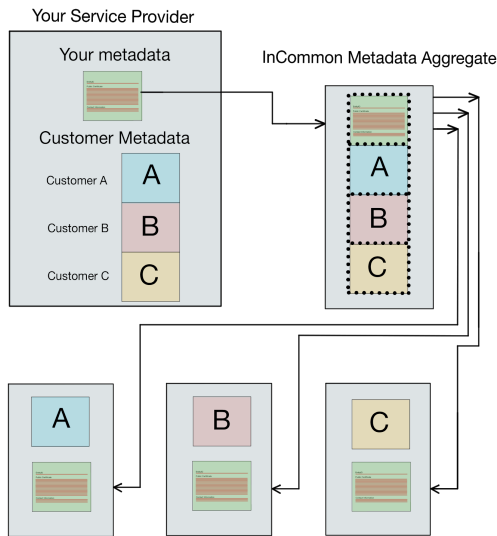 Your Service Provider
Your metadata
InCommon Metadata Aggregate
Customer Metadata
Customer A
A
Customer B
B
Customer C
C
A
B
C
A
B
C